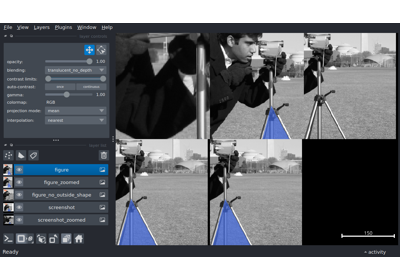 File View Layers Plugins Window Help
opacity: 1.00
blending: translucent_no_depth
contrast limits:
auto-contrast: once continuous
gamma: 1.00
colormap: RGB
projection mode: mean
interpolation: nearest
figure
figure_zoomed
figure_no_outside_shape
screenshot
screenshot_zoomed
150
Ready
activity